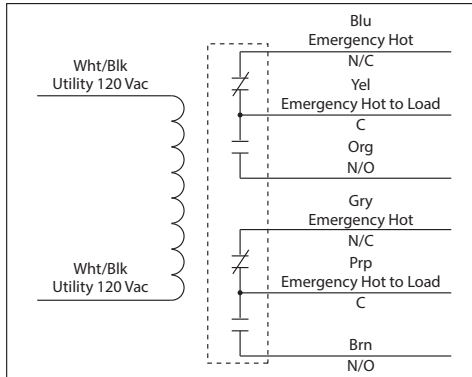 Wht/Blk
Utility 120 Vac
Wht/Blk
Utility 120 Vac
Blu
Emergency Hot
N/C
Yel
Emergency Hot to Load
C
Org
N/O
Gry
Emergency Hot
N/C
Prp
Emergency Hot to Load
C
Brn
N/O